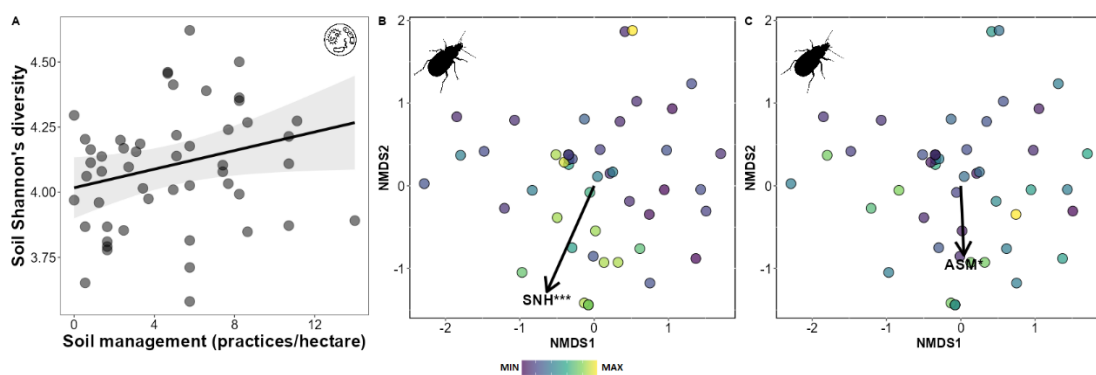 A
Soil Shannon's diversity
4.50
4.25
4.00
3.75
0
4
8
12
Soil management (practices/hectare)
B
NMDS2
2
1
0
-1
-2
-1
0
1
SNH***
NMDS1
C
NMDS2
2
1
0
-1
-2
-1
0
1
ASM*
NMDS1
MIN
MAX